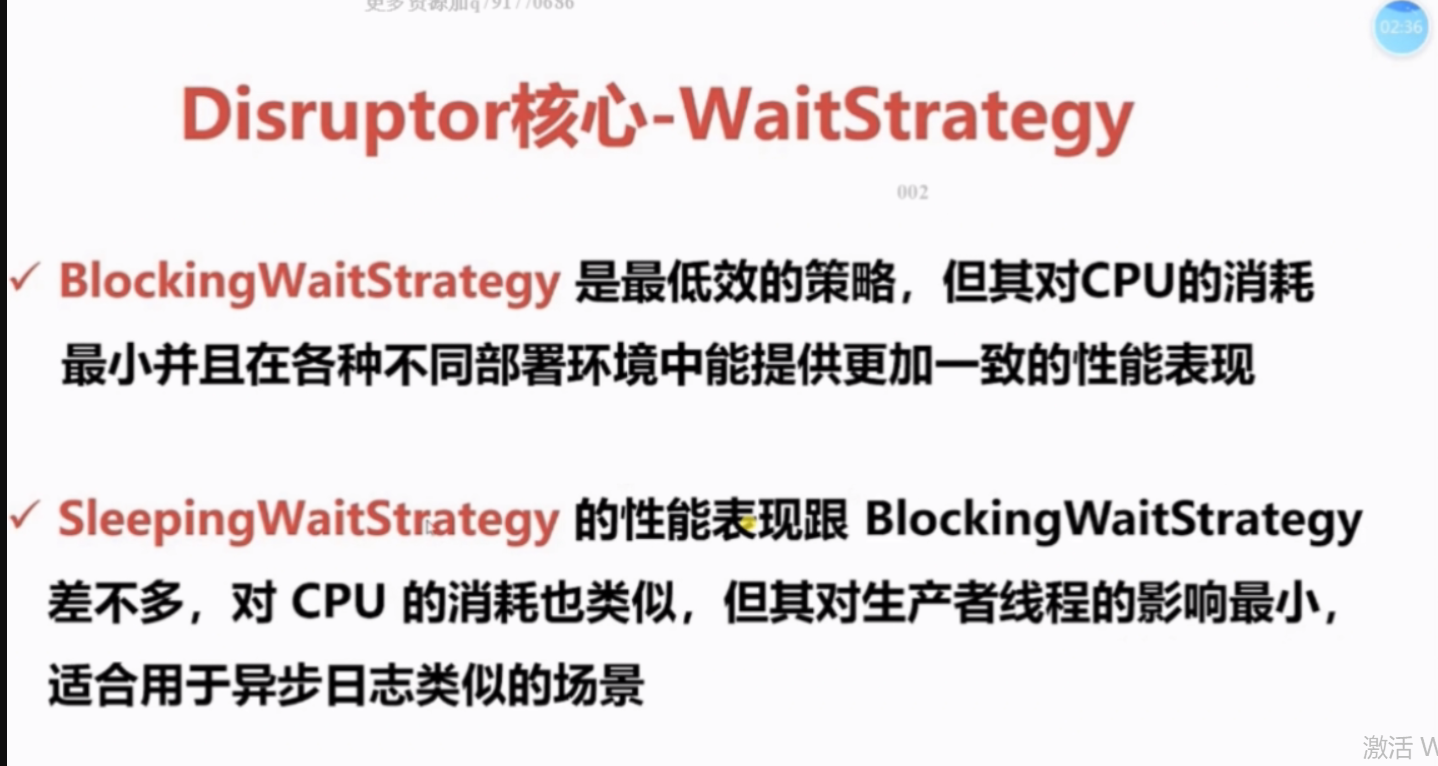 更多资源加q791770686
02:36
Disruptor核心-WaitStrategy
002
✓ BlockingWaitStrategy 是最低效的策略，但其对CPU的消耗
最小并且在各种不同部署环境中能提供更加一致的性能表现
✓ SleepingWaitStrategy 的性能表现跟 BlockingWaitStrategy
差不多，对 CPU 的消耗也类似，但其对生产者线程的影响最小，
适合用于异步日志类似的场景
激活 W